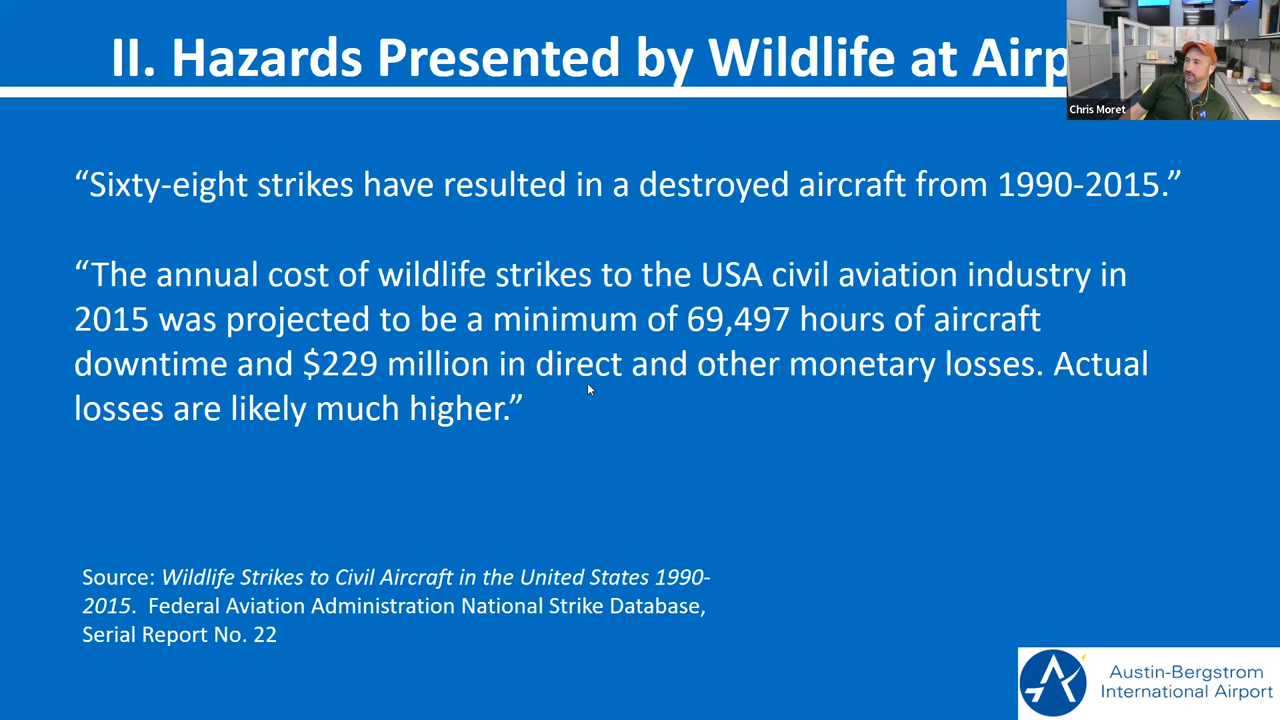 II. Hazards Presented by Wildlife at Airp
Chris Moret
“Sixty-eight strikes have resulted in a destroyed aircraft from 1990-2015.”
“The annual cost of wildlife strikes to the USA civil aviation industry in
2015 was projected to be a minimum of 69,497 hours of aircraft
downtime and $229 million in direct and other monetary losses. Actual
losses are likely much higher.”
Source: Wildlife Strikes to Civil Aircraft in the United States 1990-
2015. Federal Aviation Administration National Strike Database,
Serial Report No. 22
Austin-Bergstrom
International Airport